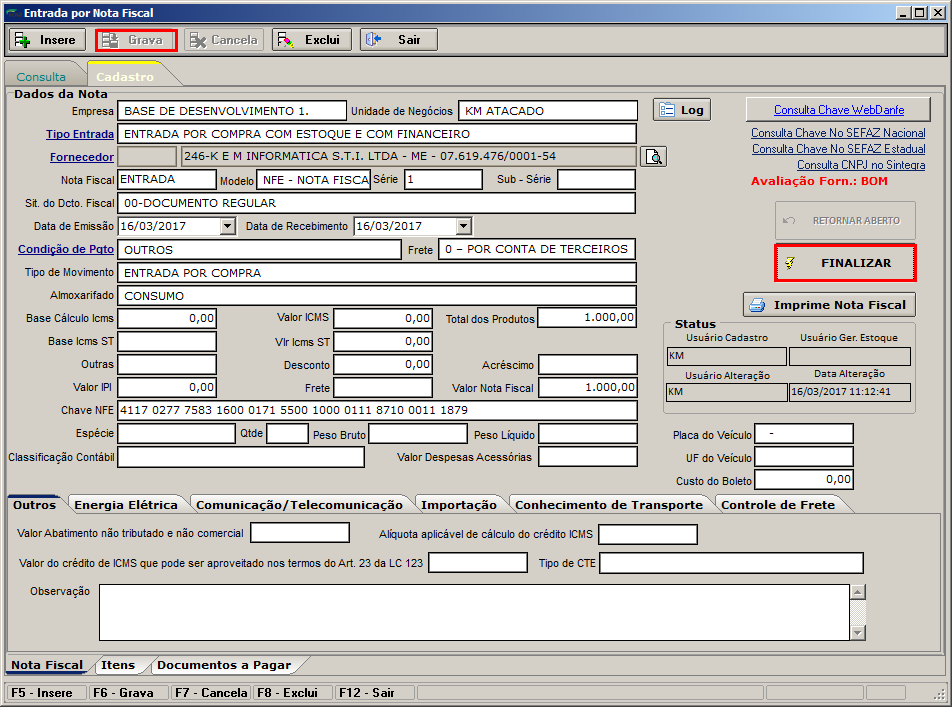 Entrada por Nota Fiscal
Insere Grava Cancela Exclui Sair
Consulta Cadastro
Dados da Nota
Empresa BASE DE DESENVOLVIMENTO 1. Unidade de Negócios KM ATACADO Log Consulta Chave WebDanfe
Tipo Entrada ENTRADA POR COMPRA COM ESTOQUE E COM FINANCEIRO Consulta Chave No SEFAZ Nacional
Consulta Chave No SEFAZ Estadual
Fornecedor 246-K E M INFORMATICA S.T.I. LTDA - ME - 07.619.476/0001-54
Consulta CNPJ no Sintegra
Nota Fiscal ENTRADA Modelo NFE - NOTA FISCA Série 1 Sub - Série Avaliação Forn.: BOM
Sit. do Dcto. Fiscal 00-DOCUMENTO REGULAR
Data de Emissão 16/03/2017 Data de Recebimento 16/03/2017 RETORNAR ABERTO
Condição de Pgto OUTROS Frete 0 – POR CONTA DE TERCEIROS
Tipo de Movimento ENTRADA POR COMPRA FINALIZAR
Almoxarifado CONSUMO Imprime Nota Fiscal
Base Cálculo Icms 0,00 Valor ICMS 0,00 Total dos Produtos 1.000,00 Status
Base Icms ST Vlr Icms ST 0,00 Usuário Cadastro Usuário Ger. Estoque
KM
Outras Desconto 0,00 Acréscimo
Usuário Alteração Data Alteração
Valor IPI 0,00 Frete Valor Nota Fiscal 1.000,00 KM 16/03/2017 11:12:41
Chave NFE 4117 0277 7583 1600 0171 5500 1000 0111 8710 0011 1879
Espécie Qtde Peso Bruto Peso Líquido Placa do Veículo -
Classificação Contábil Valor Despesas Acessórias UF do Veículo
Custo do Boleto 0,00
Outros Energia Elétrica Comunicação/Telecomunicação Importação Conhecimento de Transporte Controle de Frete
Valor Abatimento não tributado e não comercial Alíquota aplicável de cálculo do crédito ICMS
Valor do crédito de ICMS que pode ser aproveitado nos termos do Art. 23 da LC 123 Tipo de CTE
Observação
Nota Fiscal Itens Documentos a Pagar
F5 - Insere F6 - Grava F7 - Cancela F8 - Exclui F12 - Sair